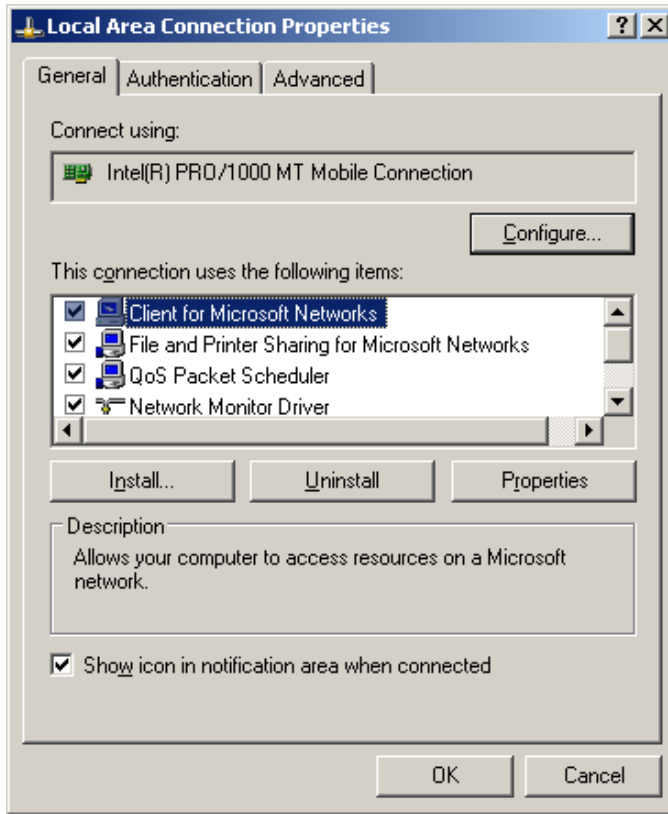 Local Area Connection Properties
General Authentication Advanced
Connect using:
Intel(R) PRO/1000 MT Mobile Connection
Configure...
This connection uses the following items:
Client for Microsoft Networks
File and Printer Sharing for Microsoft Networks
QoS Packet Scheduler
Network Monitor Driver
Install... Uninstall Properties
Description
Allows your computer to access resources on a Microsoft
network.
Show icon in notification area when connected
OK Cancel